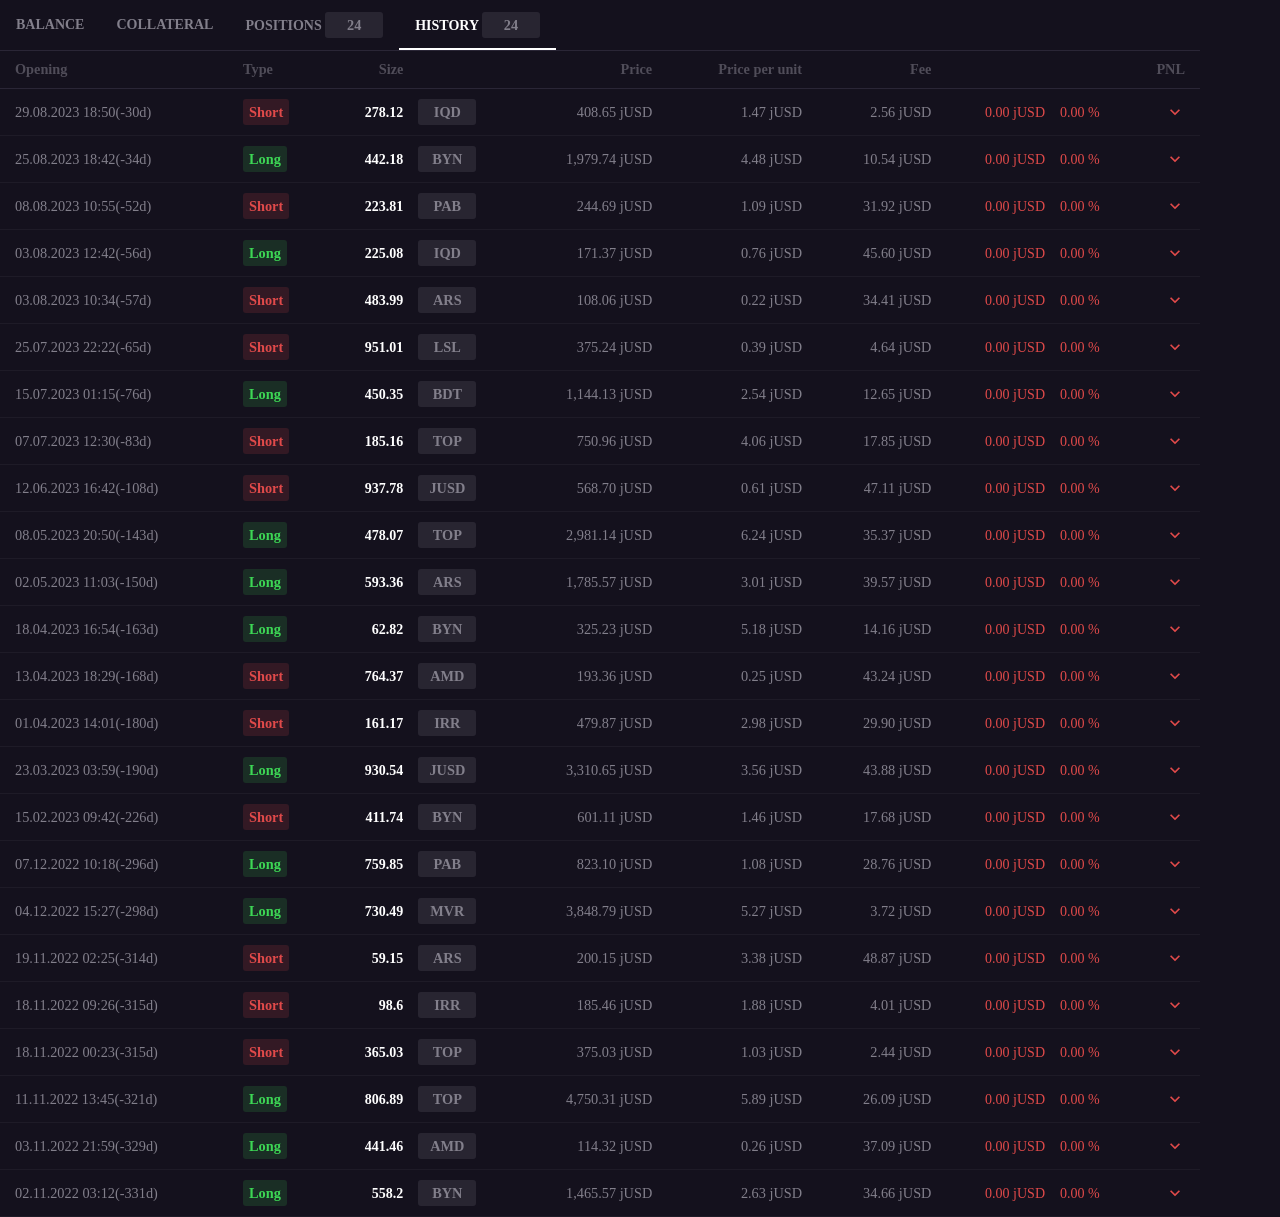 BALANCE COLLATERAL POSITIONS 24 HISTORY 24
Opening Type Size Price Price per unit Fee PNL
29.08.2023 18:50(-30d) Short 278.12 IQD 408.65 jUSD 1.47 jUSD 2.56 jUSD 0.00 jUSD 0.00 %
25.08.2023 18:42(-34d) Long 442.18 BYN 1,979.74 jUSD 4.48 jUSD 10.54 jUSD 0.00 jUSD 0.00 %
08.08.2023 10:55(-52d) Short 223.81 PAB 244.69 jUSD 1.09 jUSD 31.92 jUSD 0.00 jUSD 0.00 %
03.08.2023 12:42(-56d) Long 225.08 IQD 171.37 jUSD 0.76 jUSD 45.60 jUSD 0.00 jUSD 0.00 %
03.08.2023 10:34(-57d) Short 483.99 ARS 108.06 jUSD 0.22 jUSD 34.41 jUSD 0.00 jUSD 0.00 %
25.07.2023 22:22(-65d) Short 951.01 LSL 375.24 jUSD 0.39 jUSD 4.64 jUSD 0.00 jUSD 0.00 %
15.07.2023 01:15(-76d) Long 450.35 BDT 1,144.13 jUSD 2.54 jUSD 12.65 jUSD 0.00 jUSD 0.00 %
07.07.2023 12:30(-83d) Short 185.16 TOP 750.96 jUSD 4.06 jUSD 17.85 jUSD 0.00 jUSD 0.00 %
12.06.2023 16:42(-108d) Short 937.78 JUSD 568.70 jUSD 0.61 jUSD 47.11 jUSD 0.00 jUSD 0.00 %
08.05.2023 20:50(-143d) Long 478.07 TOP 2,981.14 jUSD 6.24 jUSD 35.37 jUSD 0.00 jUSD 0.00 %
02.05.2023 11:03(-150d) Long 593.36 ARS 1,785.57 jUSD 3.01 jUSD 39.57 jUSD 0.00 jUSD 0.00 %
18.04.2023 16:54(-163d) Long 62.82 BYN 325.23 jUSD 5.18 jUSD 14.16 jUSD 0.00 jUSD 0.00 %
13.04.2023 18:29(-168d) Short 764.37 AMD 193.36 jUSD 0.25 jUSD 43.24 jUSD 0.00 jUSD 0.00 %
01.04.2023 14:01(-180d) Short 161.17 IRR 479.87 jUSD 2.98 jUSD 29.90 jUSD 0.00 jUSD 0.00 %
23.03.2023 03:59(-190d) Long 930.54 JUSD 3,310.65 jUSD 3.56 jUSD 43.88 jUSD 0.00 jUSD 0.00 %
15.02.2023 09:42(-226d) Short 411.74 BYN 601.11 jUSD 1.46 jUSD 17.68 jUSD 0.00 jUSD 0.00 %
07.12.2022 10:18(-296d) Long 759.85 PAB 823.10 jUSD 1.08 jUSD 28.76 jUSD 0.00 jUSD 0.00 %
04.12.2022 15:27(-298d) Long 730.49 MVR 3,848.79 jUSD 5.27 jUSD 3.72 jUSD 0.00 jUSD 0.00 %
19.11.2022 02:25(-314d) Short 59.15 ARS 200.15 jUSD 3.38 jUSD 48.87 jUSD 0.00 jUSD 0.00 %
18.11.2022 09:26(-315d) Short 98.6 IRR 185.46 jUSD 1.88 jUSD 4.01 jUSD 0.00 jUSD 0.00 %
18.11.2022 00:23(-315d) Short 365.03 TOP 375.03 jUSD 1.03 jUSD 2.44 jUSD 0.00 jUSD 0.00 %
11.11.2022 13:45(-321d) Long 806.89 TOP 4,750.31 jUSD 5.89 jUSD 26.09 jUSD 0.00 jUSD 0.00 %
03.11.2022 21:59(-329d) Long 441.46 AMD 114.32 jUSD 0.26 jUSD 37.09 jUSD 0.00 jUSD 0.00 %
02.11.2022 03:12(-331d) Long 558.2 BYN 1,465.57 jUSD 2.63 jUSD 34.66 jUSD 0.00 jUSD 0.00 %